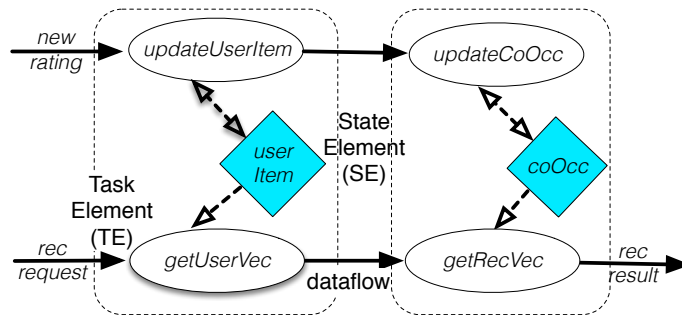 new
rating
updateUserItem
updateCoOcc
user
Item
State
Element
(SE)
coOcc
Task
Element
(TE)
rec
request
getUserVec
dataflow
getRecVec
rec
result